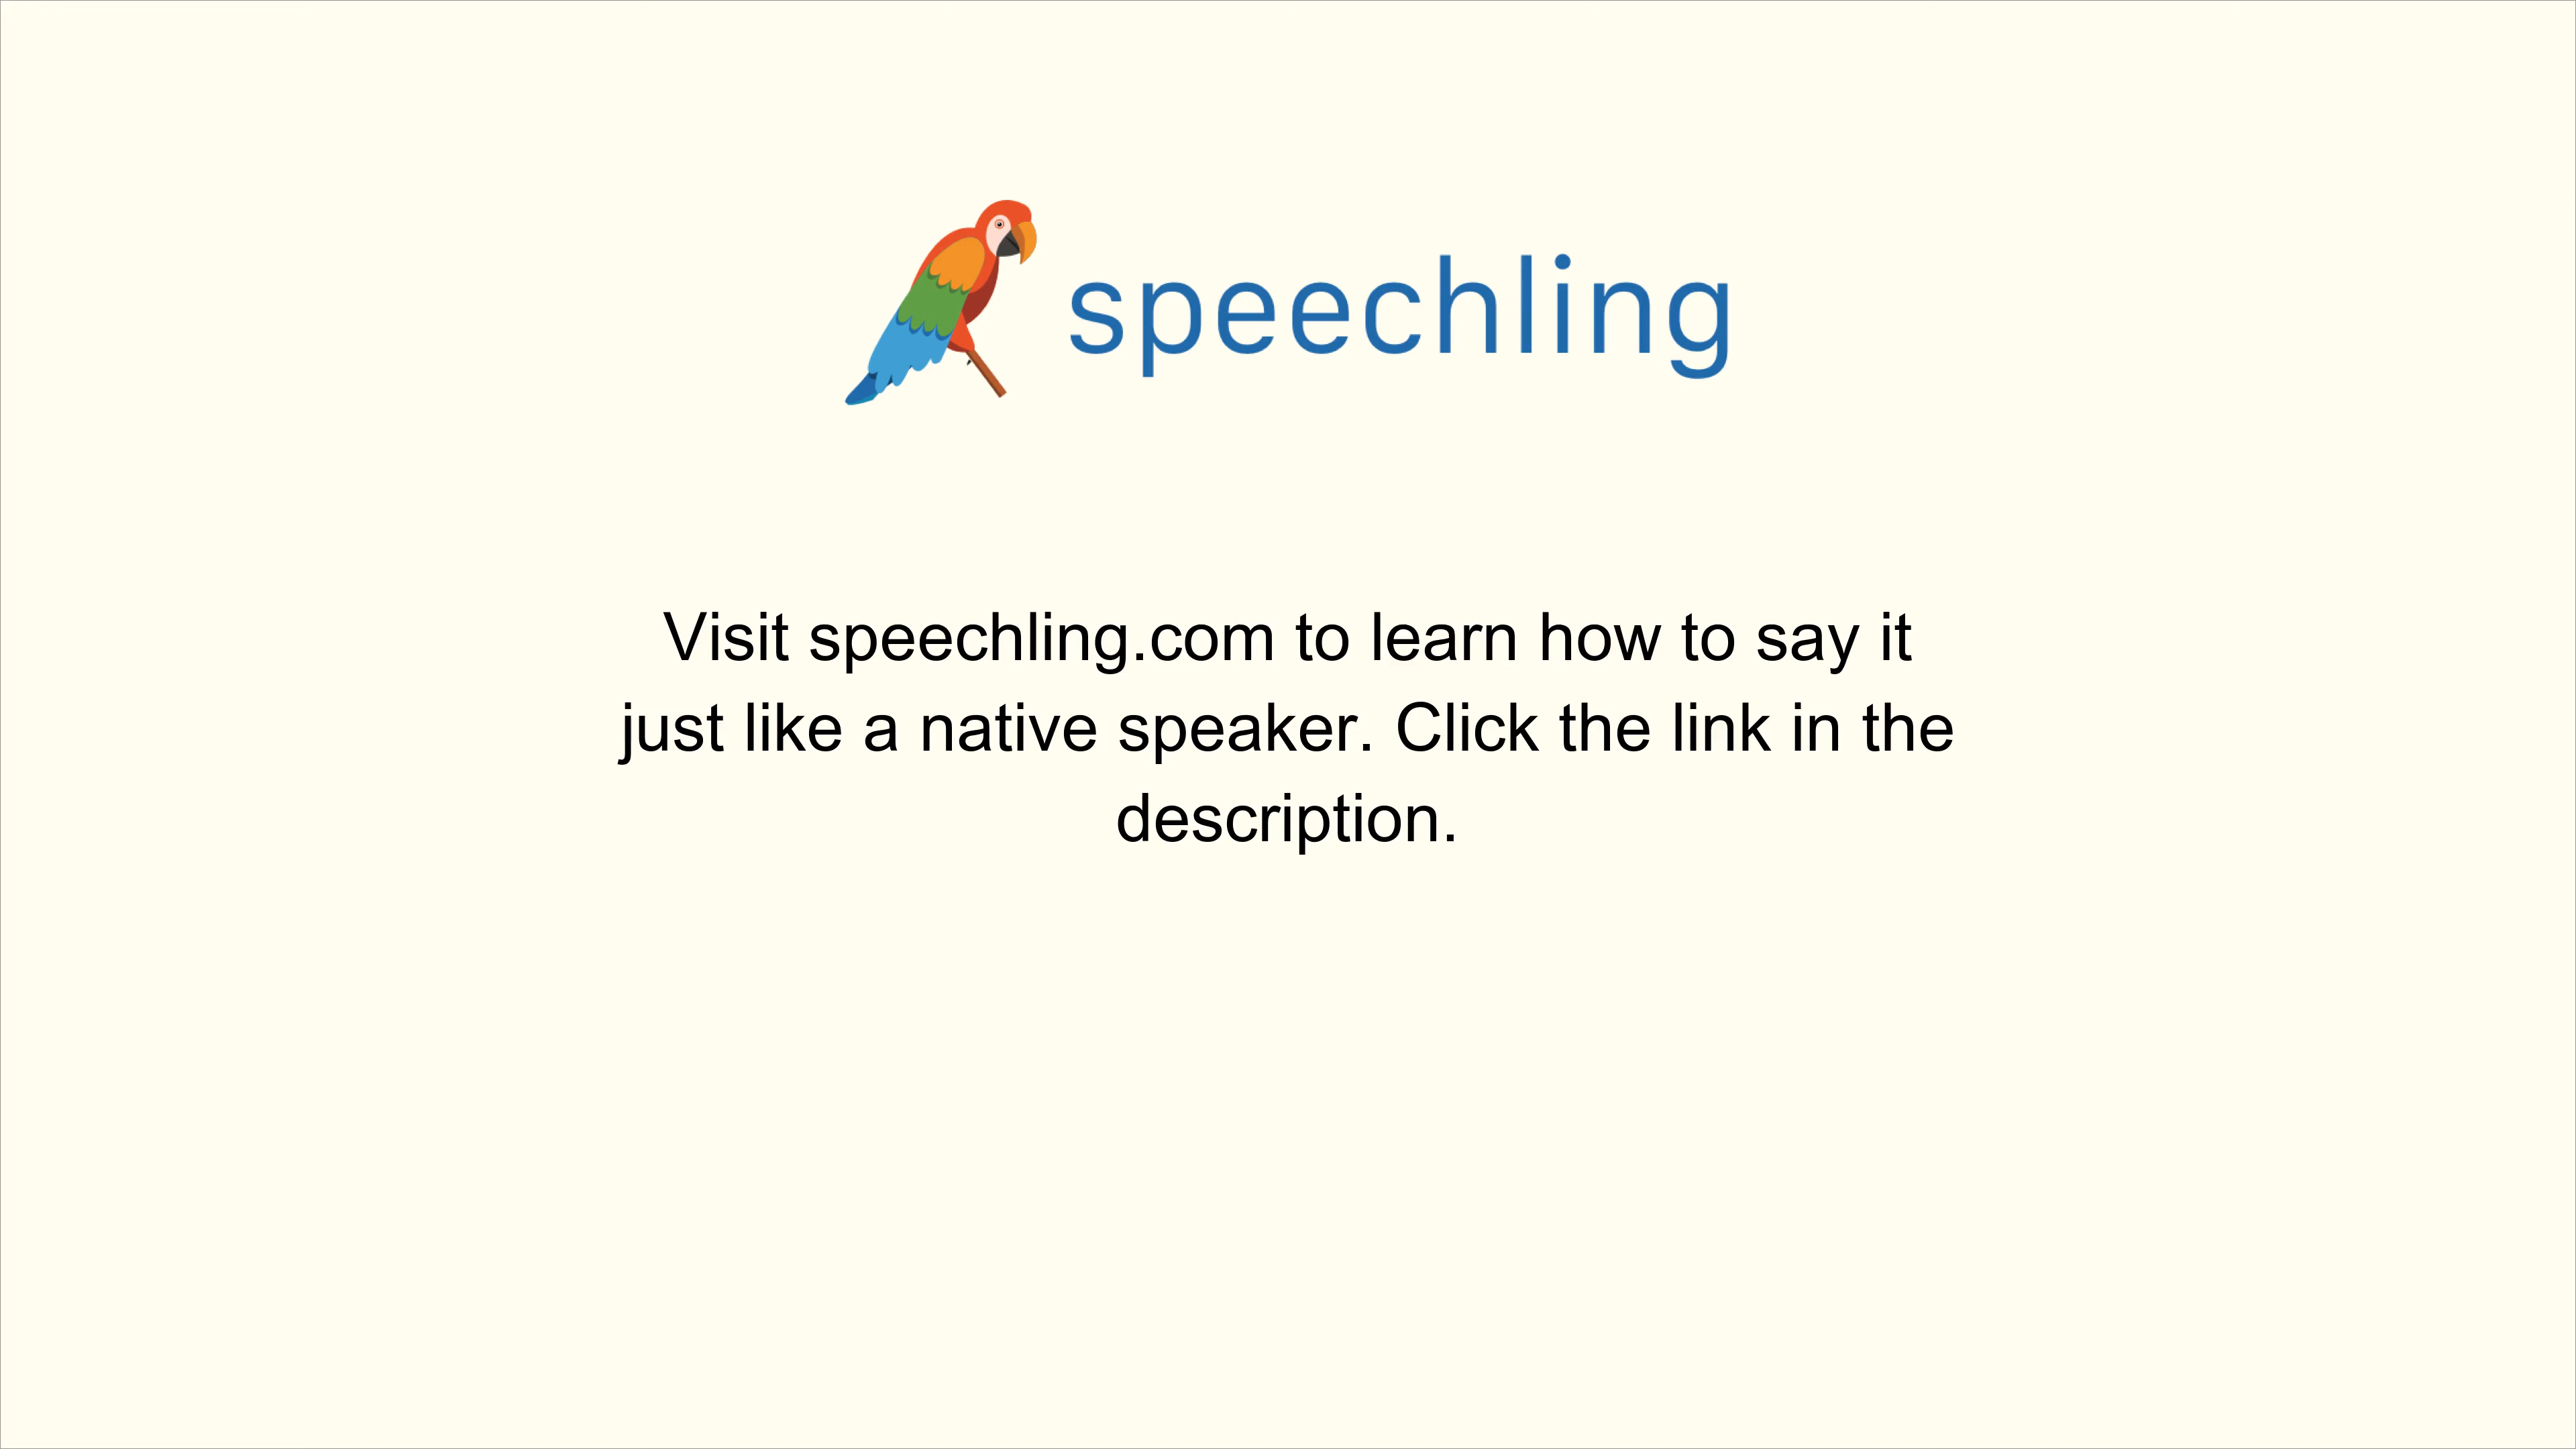 speechling
Visit speechling.com to learn how to say it
just like a native speaker. Click the link in the
description.